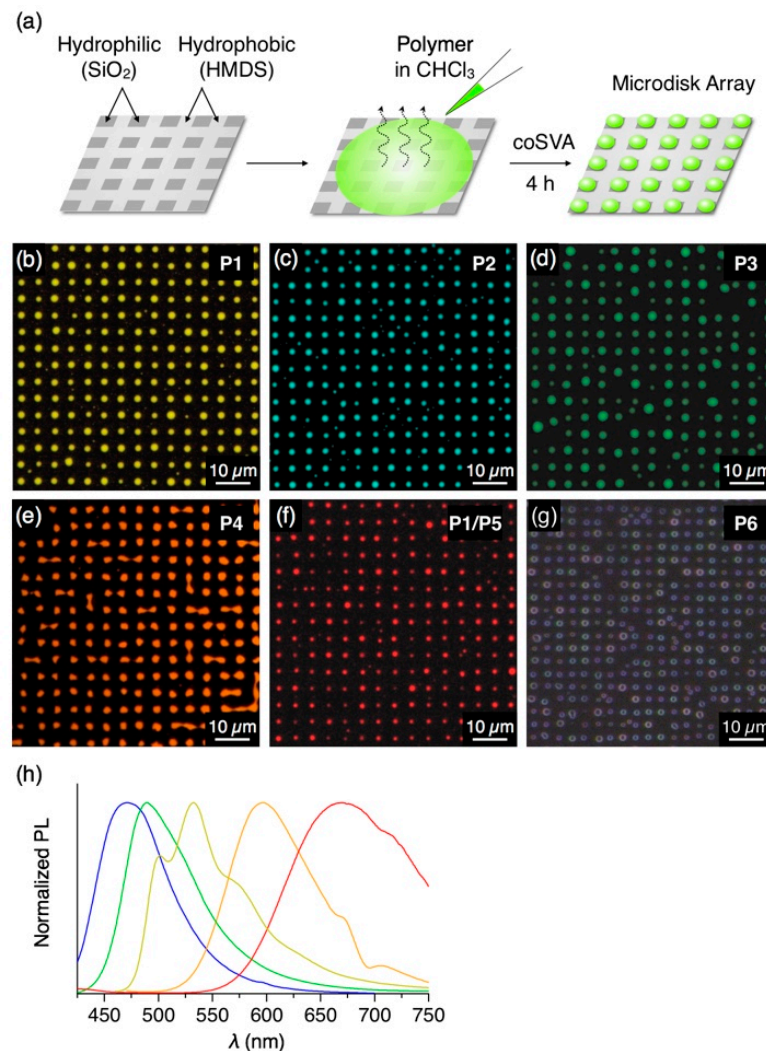 (a)
Hydrophilic
(SiO2)
Hydrophobic
(HMDS)
Polymer
in CHCl3
coSVA
4 h
Microdisk Array
(b)
P1
10 µm
(c)
P2
10 µm
(d)
P3
10 µm
(e)
P4
10 µm
(f)
P1/P5
10 µm
(g)
P6
10 µm
(h)
Normalized PL
450 500 550 600 650 700 750
λ (nm)